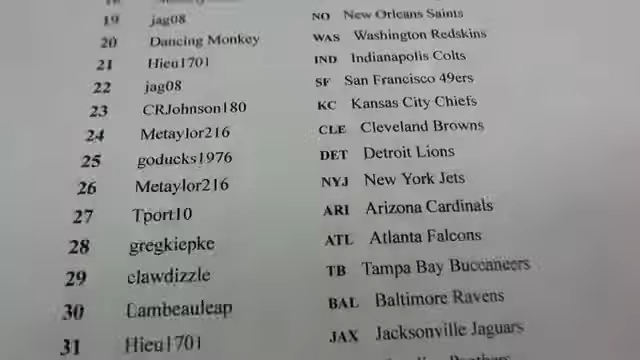 19 jag08 NO New Orleans Saints
20 Dancing Monkey WAS Washington Redskins
21 Hieu1701 IND Indianapolis Colts
22 jag08 SF San Francisco 49ers
23 CRJohnson180 KC Kansas City Chiefs
24 Metaylor216 CLE Cleveland Browns
25 goducks1976 DET Detroit Lions
26 Metaylor216 NYJ New York Jets
27 Tport10 ARI Arizona Cardinals
28 gregkiepke ATL Atlanta Falcons
29 clawdizzle TB Tampa Bay Buccaneers
30 Lambeauleap BAL Baltimore Ravens
31 Hieu1701 JAX Jacksonville Jaguars